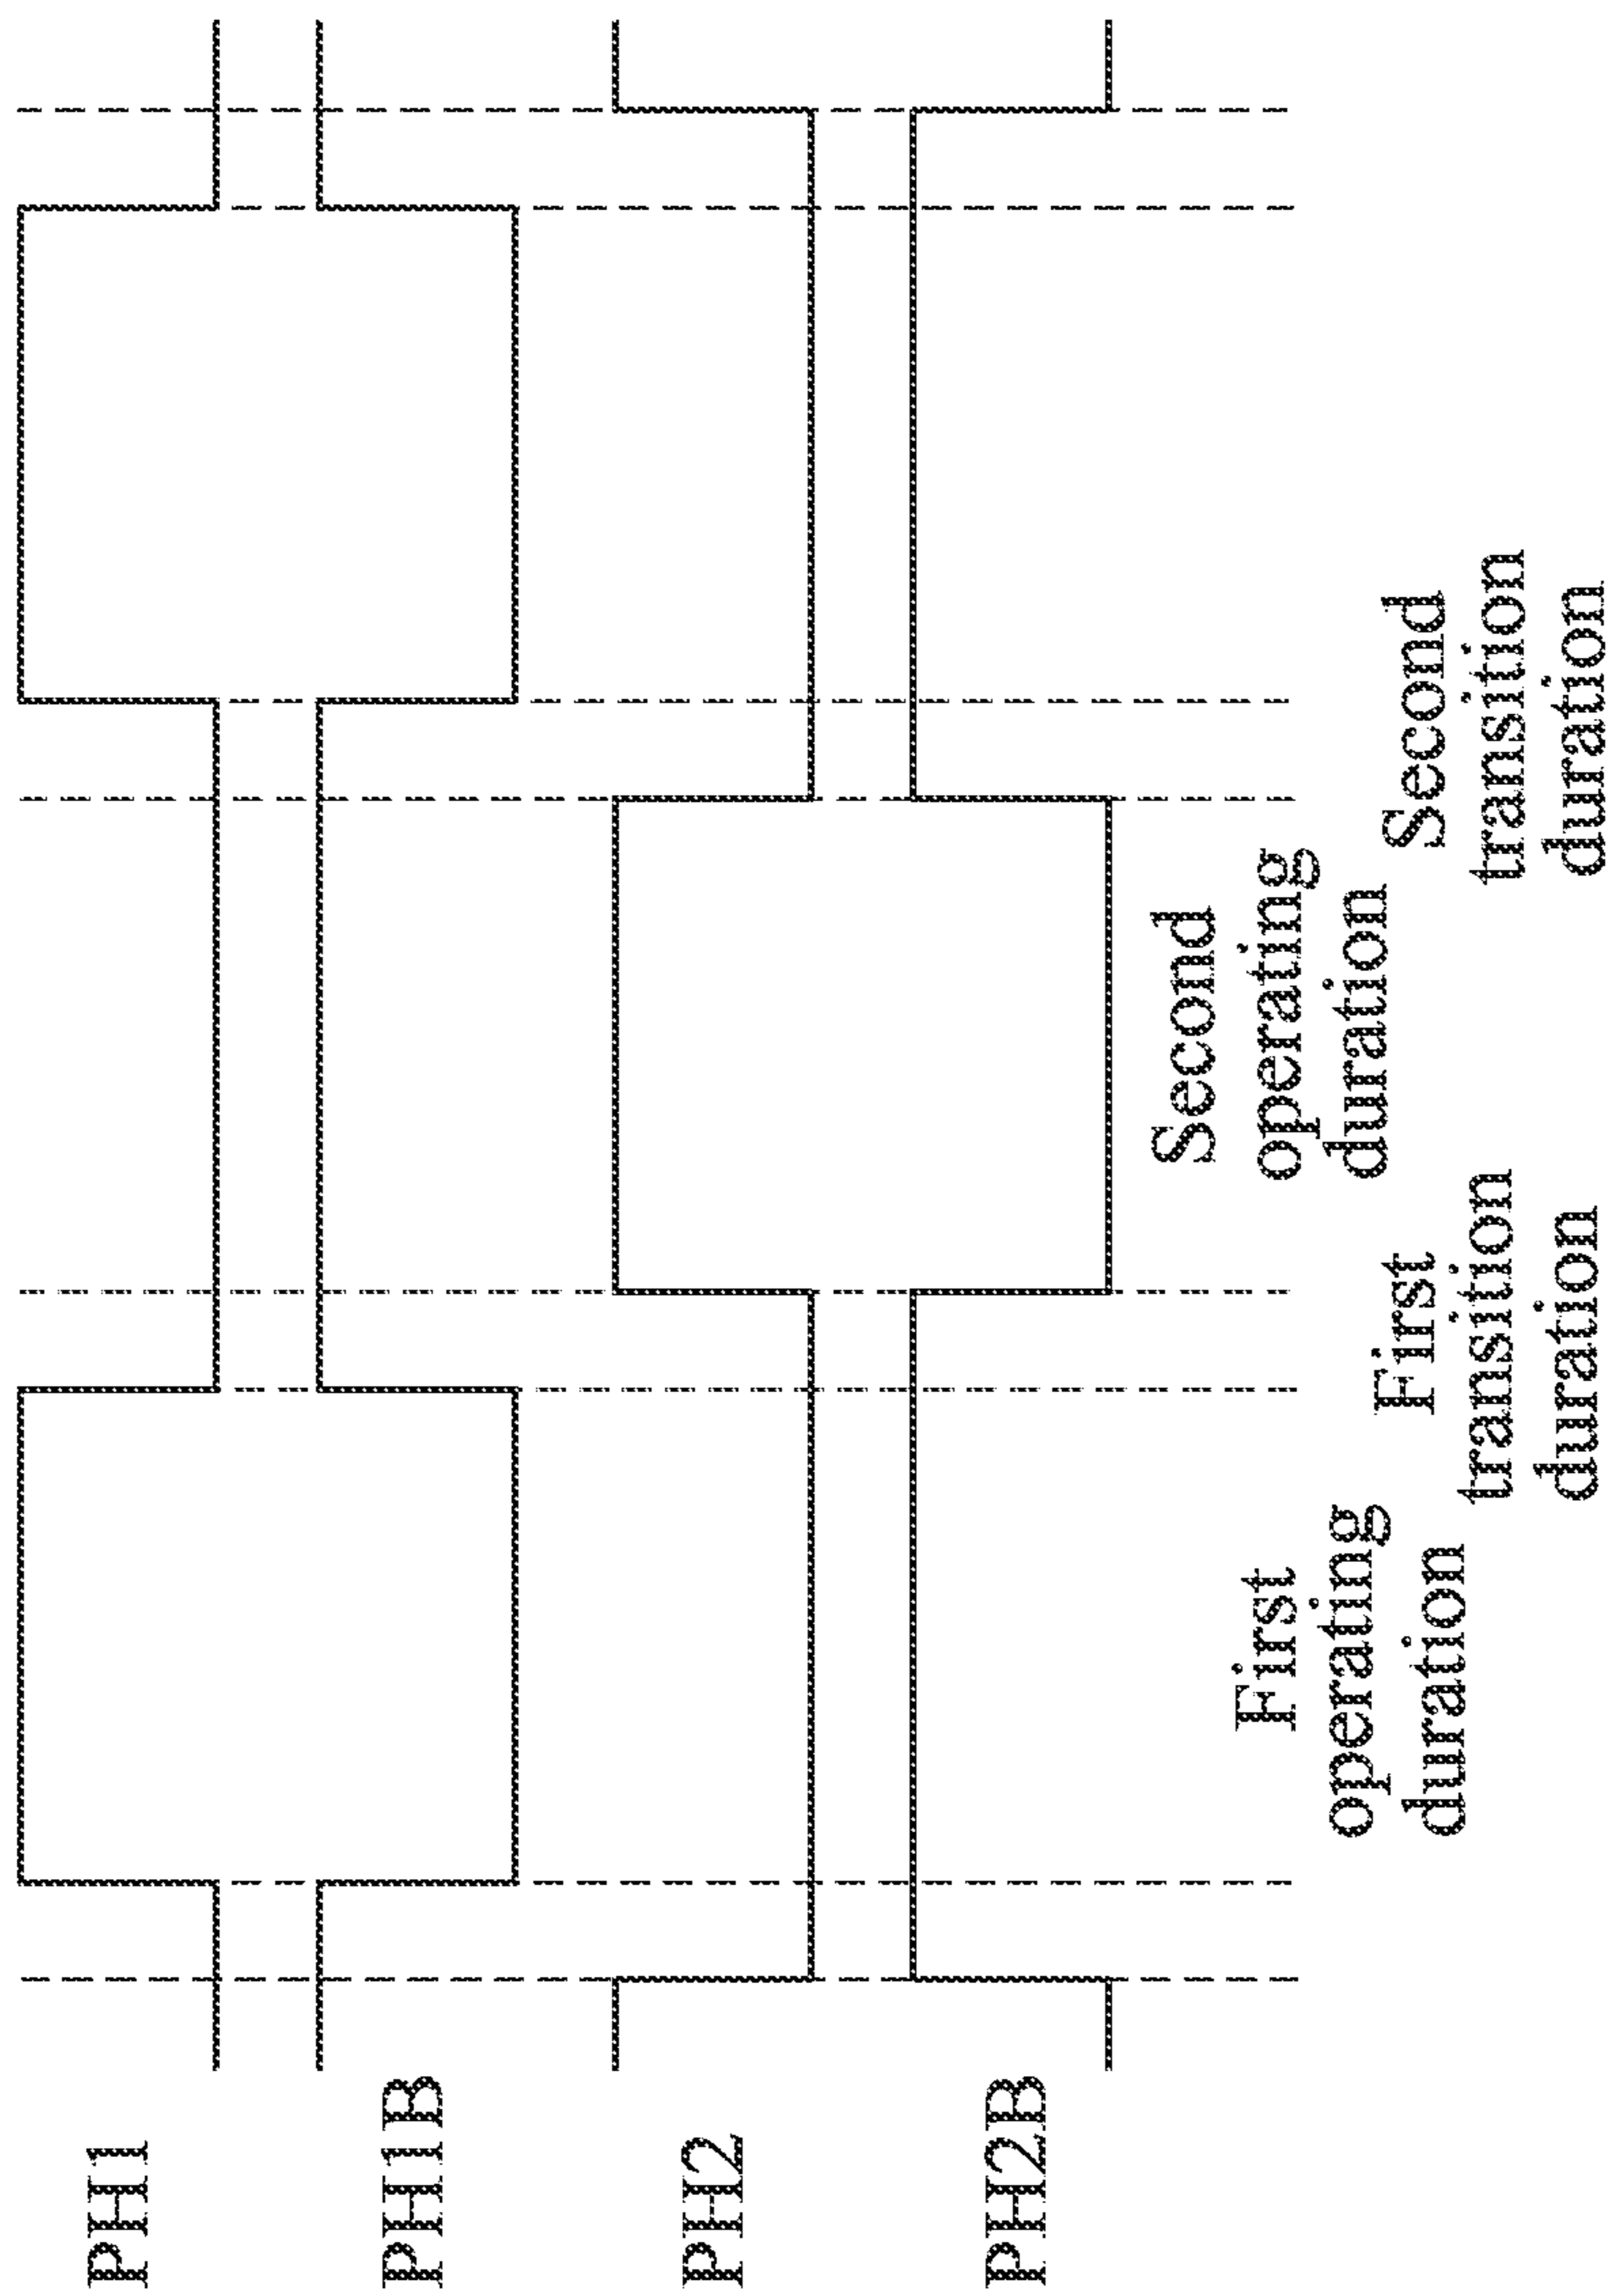 PH1
PH1B
PH2
PH2B
First
operating
duration
First
transition
duration
Second
operating
duration
Second
transition
duration